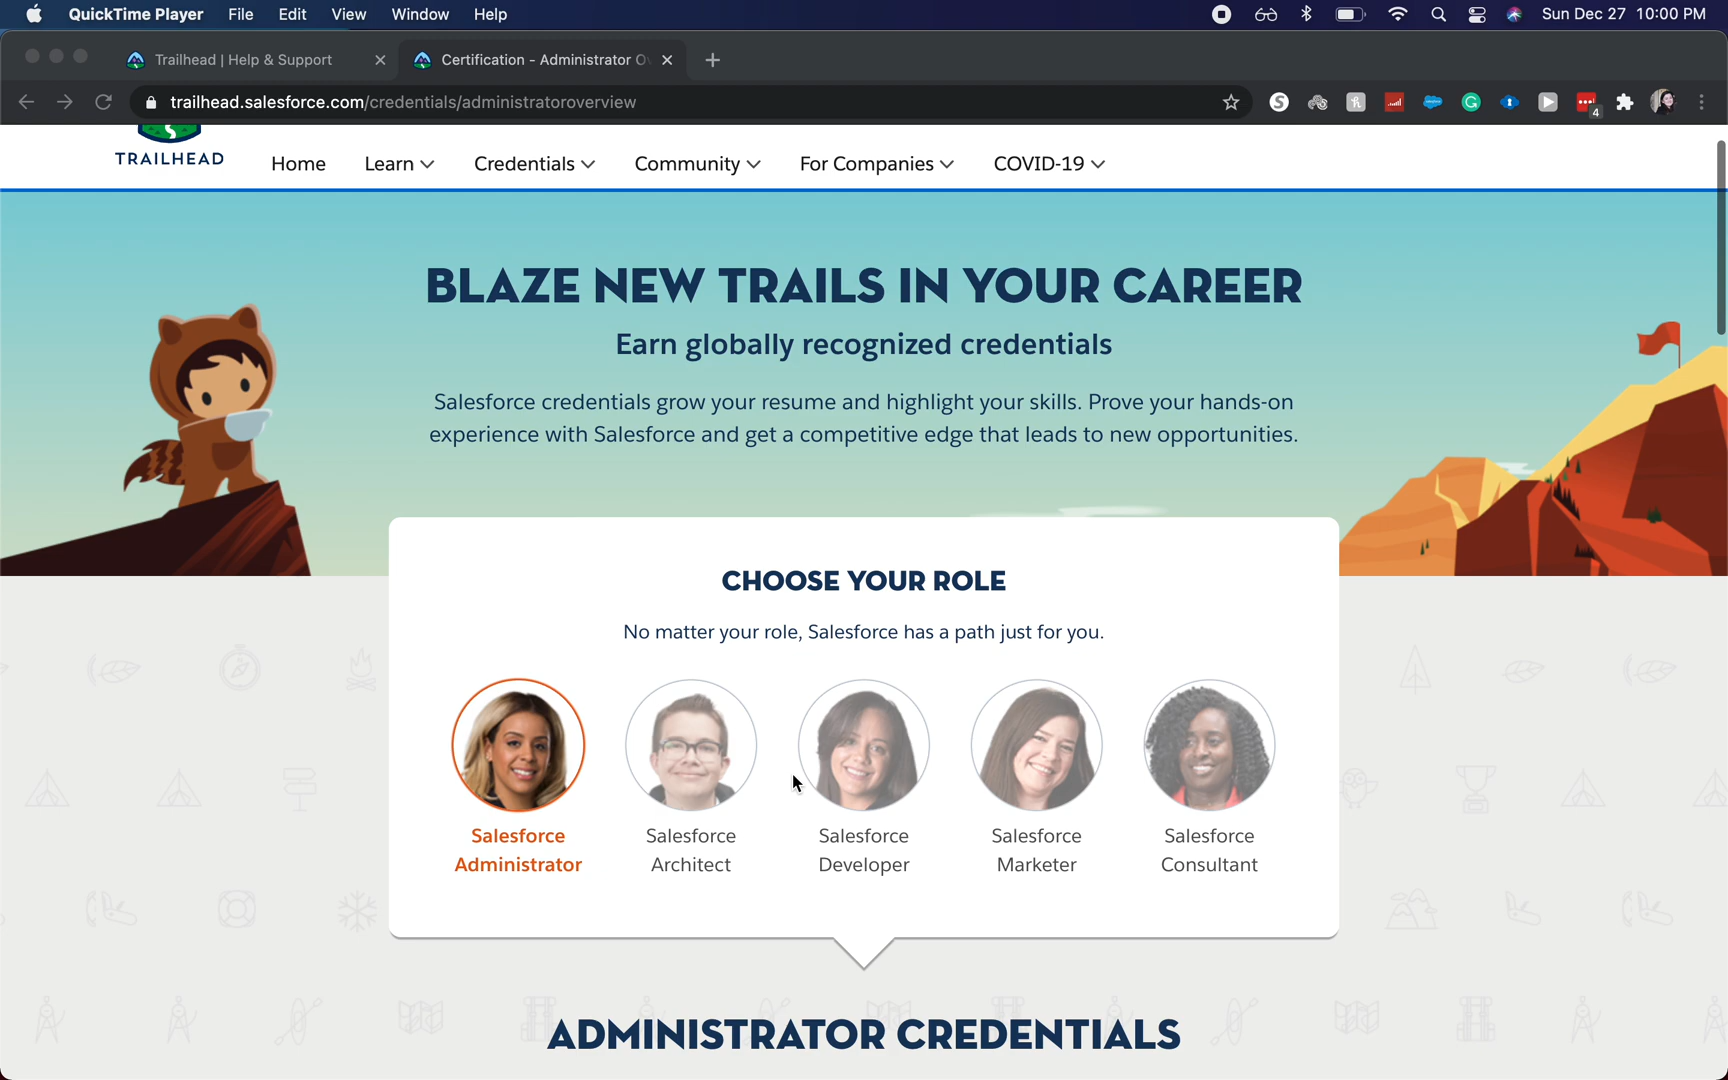 QuickTime Player File Edit View Window Help Sun Dec 27 10:00 PM
Trailhead | Help & Support Certification - Administrator O
trailhead.salesforce.com/credentials/administratoroverview
4
TRAILHEAD
Home Learn Credentials Community For Companies COVID-19
BLAZE NEW TRAILS IN YOUR CAREER
Earn globally recognized credentials
Salesforce credentials grow your resume and highlight your skills. Prove your hands-on
experience with Salesforce and get a competitive edge that leads to new opportunities.
CHOOSE YOUR ROLE
No matter your role, Salesforce has a path just for you.
Salesforce Administrator
Salesforce Architect
Salesforce Developer
Salesforce Marketer
Salesforce Consultant
ADMINISTRATOR CREDENTIALS